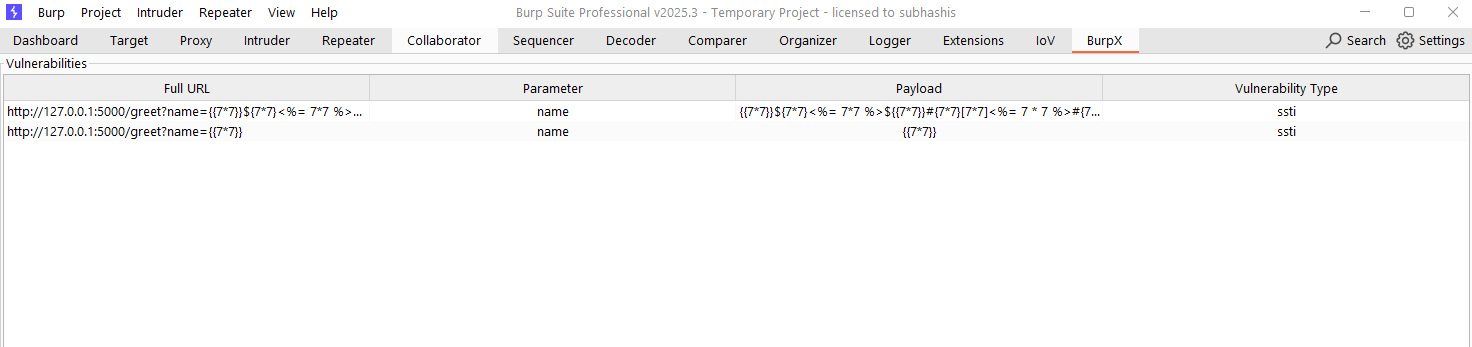 Burp Project Intruder Repeater View Help Burp Suite Professional v2025.3 - Temporary Project - licensed to subhashis
Dashboard Target Proxy Intruder Repeater Collaborator Sequencer Decoder Comparer Organizer Logger Extensions IoV BurpX Search Settings
Vulnerabilities
Full URL Parameter Payload Vulnerability Type
http://127.0.0.1:5000/greet?name={{7*7}}${7*7}<%= 7*7 %>... name {{7*7}}${7*7}<%= 7*7 %>${{7*7}}#{7*7}[7*7]<%= 7 * 7 %>#{7... ssti
http://127.0.0.1:5000/greet?name={{7*7}} name {{7*7}} ssti